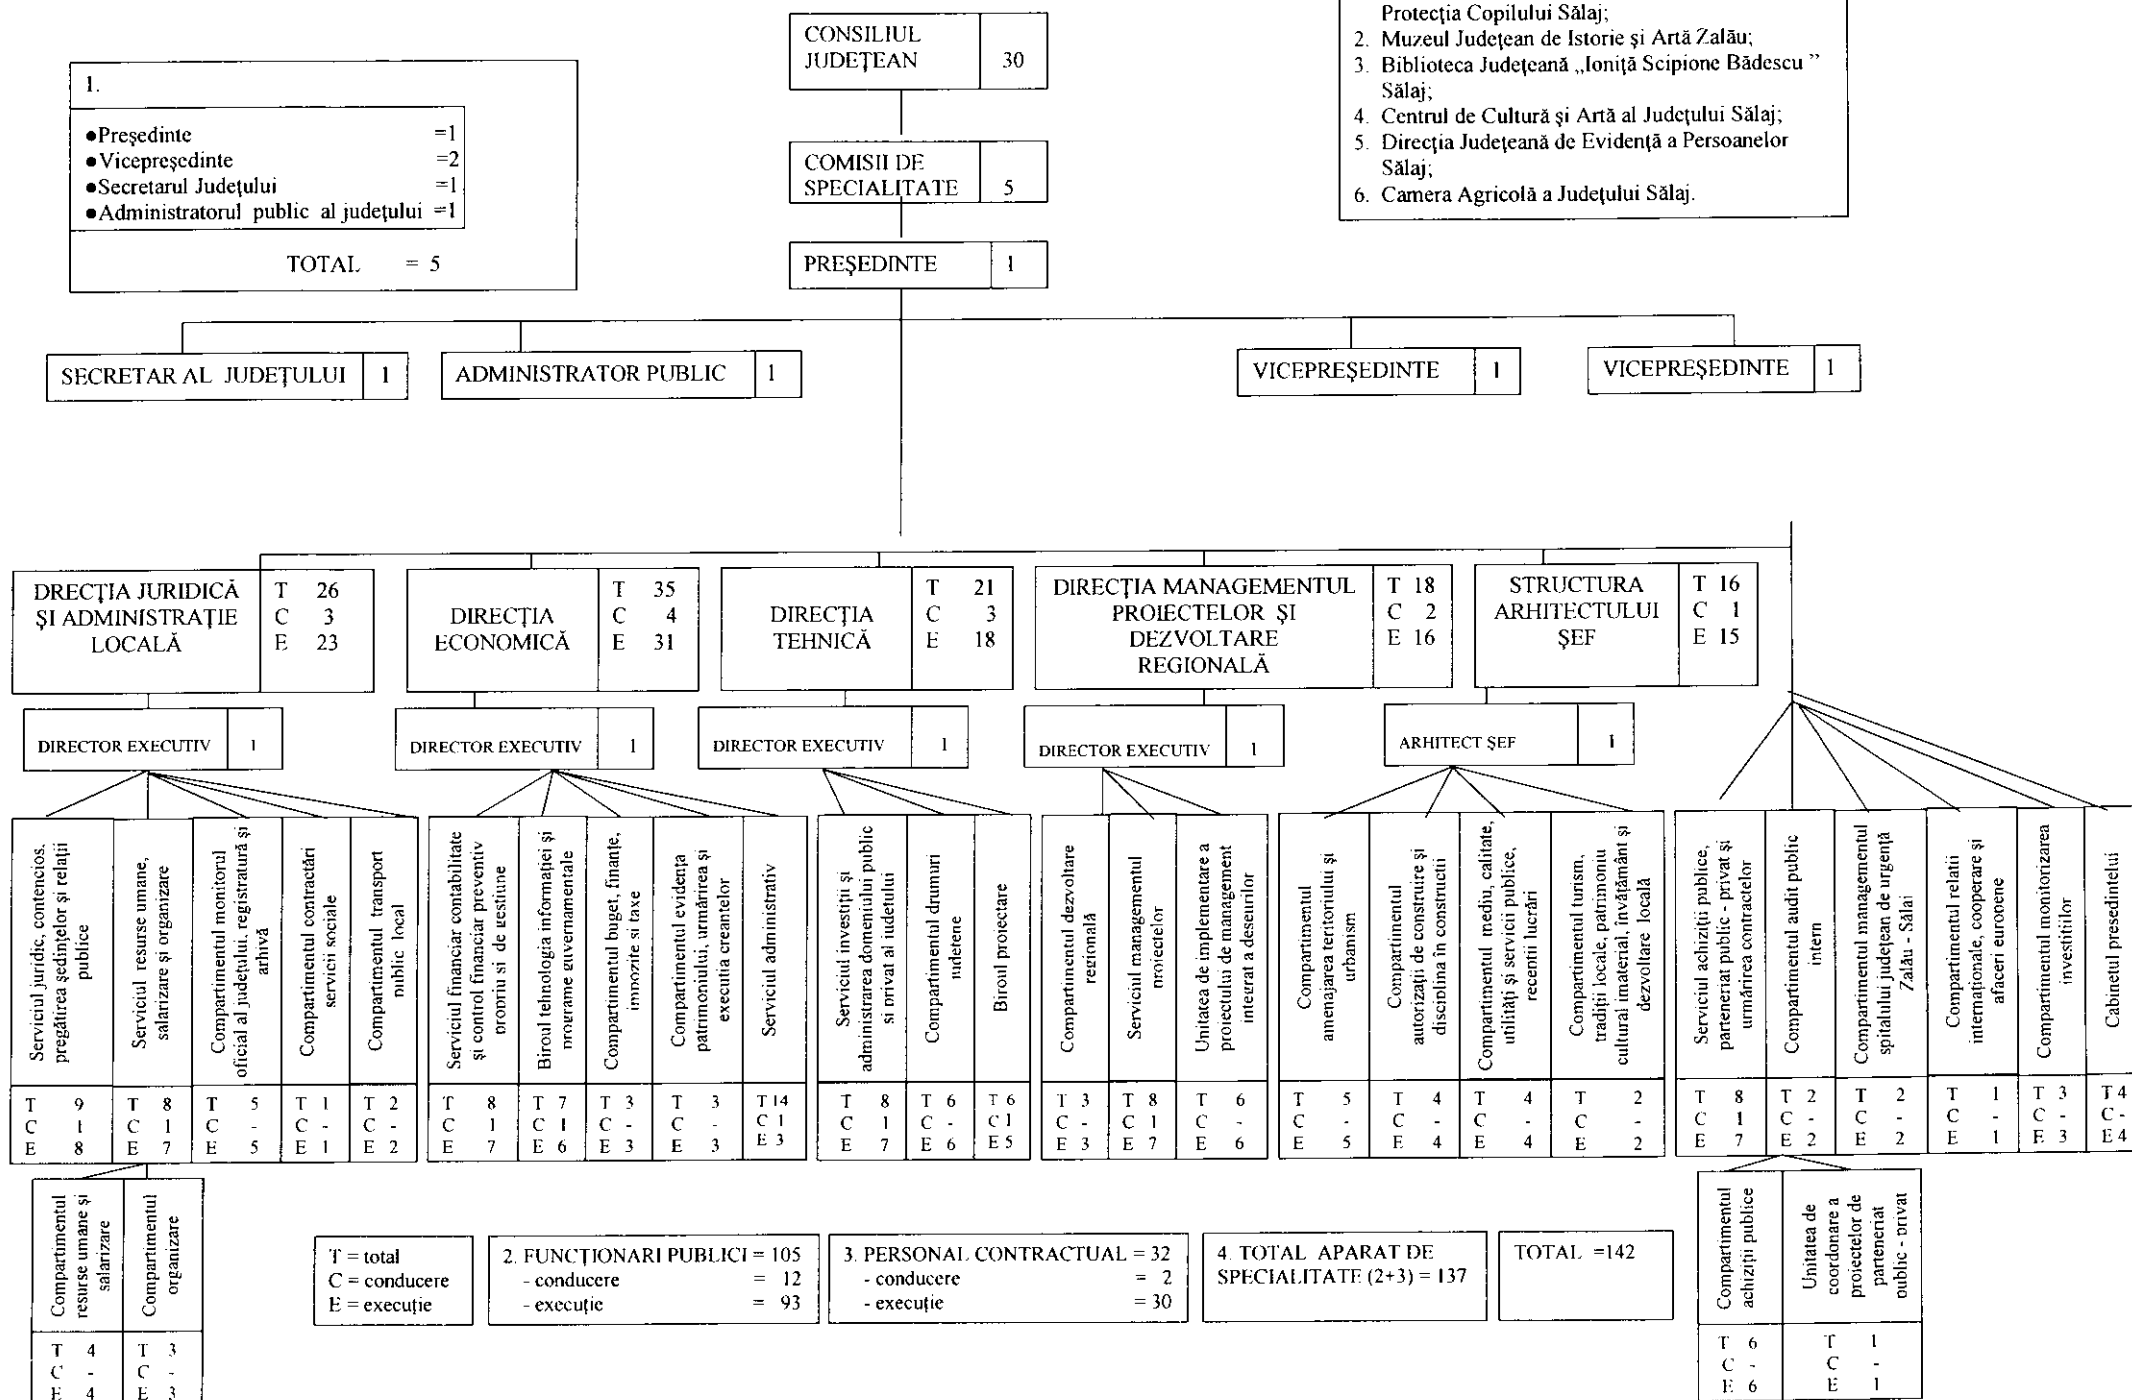 1.
●Preşedinte =1
●Vicepreşedinte =2
●Secretarul Judeţului =1
●Administratorul public al judeţului =1
TOTAL = 5
CONSILIUL
JUDEŢEAN 30
COMISII DE
SPECIALITATE 5
PREŞEDINTE 1
Protecţia Copilului Sălaj;
2. Muzeul Judeţean de Istorie şi Artă Zalău;
3. Biblioteca Judeţeană „Ioniţă Scipione Bădescu ”
Sălaj;
4. Centrul de Cultură şi Artă al Judeţului Sălaj;
5. Direcţia Judeţeană de Evidenţă a Persoanelor
Sălaj;
6. Camera Agricolă a Judeţului Sălaj.
SECRETAR AL JUDEŢULUI 1
ADMINISTRATOR PUBLIC 1
VICEPREŞEDINTE 1
VICEPREŞEDINTE 1
DRECŢIA JURIDICĂ
ŞI ADMINISTRAŢIE
LOCALĂ
T 26
C 3
E 23
DIRECŢIA
ECONOMICĂ
T 35
C 4
E 31
DIRECŢIA
TEHNICĂ
T 21
C 3
E 18
DIRECŢIA MANAGEMENTUL
PROIECTELOR ŞI
DEZVOLTARE
REGIONALĂ
T 18
C 2
E 16
STRUCTURA
ARHITECTULUI
ŞEF
T 16
C 1
E 15
DIRECTOR EXECUTIV 1
DIRECTOR EXECUTIV 1
DIRECTOR EXECUTIV 1
DIRECTOR EXECUTIV 1
ARHITECT ŞEF 1
Serviciul juridic, contencios,
pregătirea şedinţelor şi relaţii
publice
T 9
C 1
E 8
Serviciul resurse umane,
salarizare şi organizare
T 8
C 1
E 7
Compartimentul monitorul
oficial al judeţului, registratură şi
arhivă
T 5
C -
E 5
Compartimentul contractări
servicii sociale
T 1
C -
E 1
Compartimentul transport
public local
T 2
C -
E 2
Serviciul financiar contabilitate
şi control financiar preventiv
propriu si de gestiune
T 8
C 1
E 7
Biroul tehnologia informaţiei şi
programe guvernamentale
T 7
C 1
E 6
Compartimentul buget, finanţe,
impozite si taxe
T 3
C -
E 3
Compartimentul evidenţa
patrimoniului, urmărirea şi
executia creantelor
T 3
C -
E 3
Serviciul administrativ
T 14
C 1
E 3
Serviciul investiţii şi
administrarea domeniului public
si privat al iudetului
T 8
C 1
E 7
Compartimentul drumuri
iudetene
T 6
C -
E 6
Biroul proiectare
T 6
C 1
E 5
Compartimentul dezvoltare
regională
T 3
C -
E 3
Serviciul managementul
proiectelor
T 8
C 1
E 7
Unitatea de implementare a
proiectului de management
integrat a deseurilor
T 6
C -
E 6
Compartimentul
amenajarea teritoriului şi
urbanism
T 5
C -
E 5
Compartimentul
autorizaţii de construire şi
disciplina în constructii
T 4
C -
E 4
Compartimentul mediu, calitate,
utilităţi şi servicii publice,
recentii lucrări
T 4
C -
E 4
Compartimentul turism,
tradiţii locale, patrimoniu
cultural imaterial, învăţământ şi
dezvoltare locală
T 2
C -
E 2
Serviciul achiziţii publice,
parteneriat public - privat şi
urmărirea contractelor
T 8
C 1
E 7
Compartimentul audit public
intern
T 2
C -
E 2
Compartimentul managementul
spitalului judeţean de urgenţă
Zalău - Sălai
T 2
C -
E 2
Compartimentul relatii
internaţionale, cooperare şi
afaceri europene
T 1
C -
E 1
Compartimentul monitorizarea
investitiilor
T 3
C -
E 3
Cabinetul presedintelui
T 4
C -
E 4
Compartimentul
resurse umane şi
salarizare
T 4
C -
E 4
Compartimentul
organizare
T 3
C -
E 3
T = total
C = conducere
E = execuţie
2. FUNCŢIONARI PUBLICI = 105
- conducere = 12
- execuţie = 93
3. PERSONAL CONTRACTUAL = 32
- conducere = 2
- execuţie = 30
4. TOTAL APARAT DE
SPECIALITATE (2+3) = 137
TOTAL =142
Compartimentul
achiziţii publice
T 6
C -
E 6
Unitatea de
coordonare a
proiectelor de
parteneriat
public - privat
T 1
C -
E 1